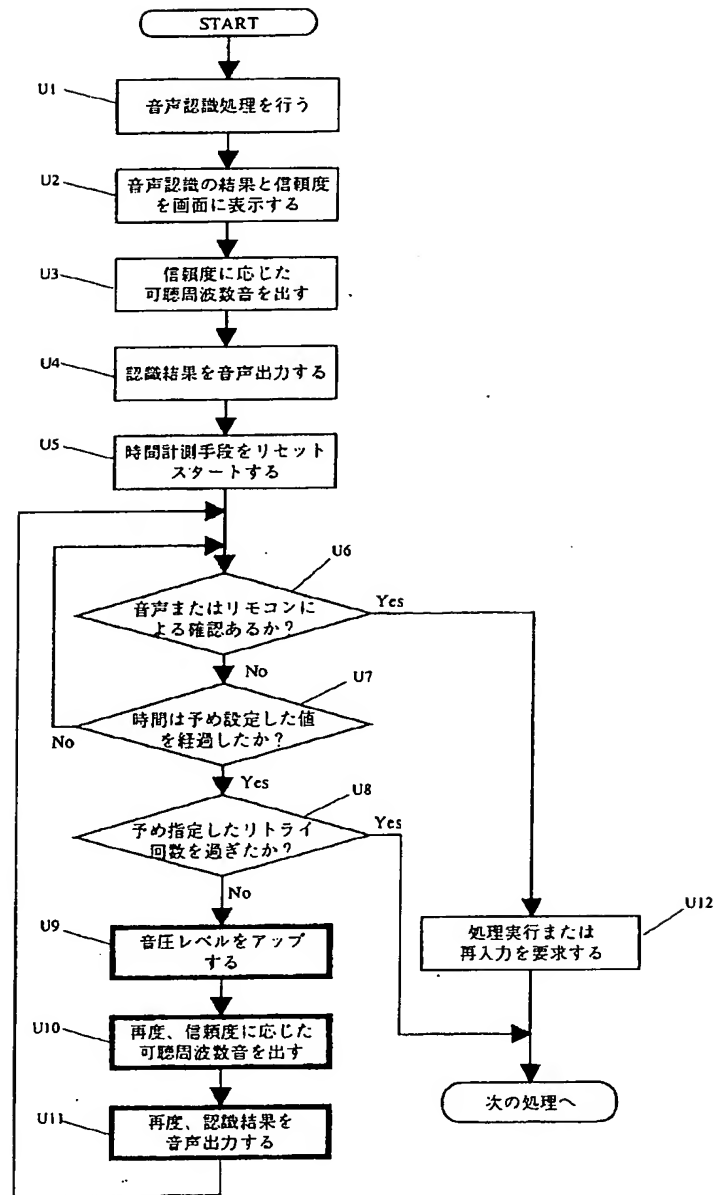 START
U1
音声認識処理を行う
U2
音声認識の結果と信頼度
を画面に表示する
U3
信頼度に応じた
可聴周波数音を出す
U4
認識結果を音声出力する
U5
時間計測手段をリセット
スタートする
U6
音声またはリモコンに
よる確認あるか？
Yes
No
U7
時間は予め設定した値
を経過したか？
No
Yes
U8
予め指定したリトライ
回数を過ぎたか？
Yes
No
U9
音圧レベルをアップ
する
U12
処理実行または
再入力を要求する
U10
再度、信頼度に応じた
可聴周波数音を出す
U11
再度、認識結果を
音声出力する
次の処理へ